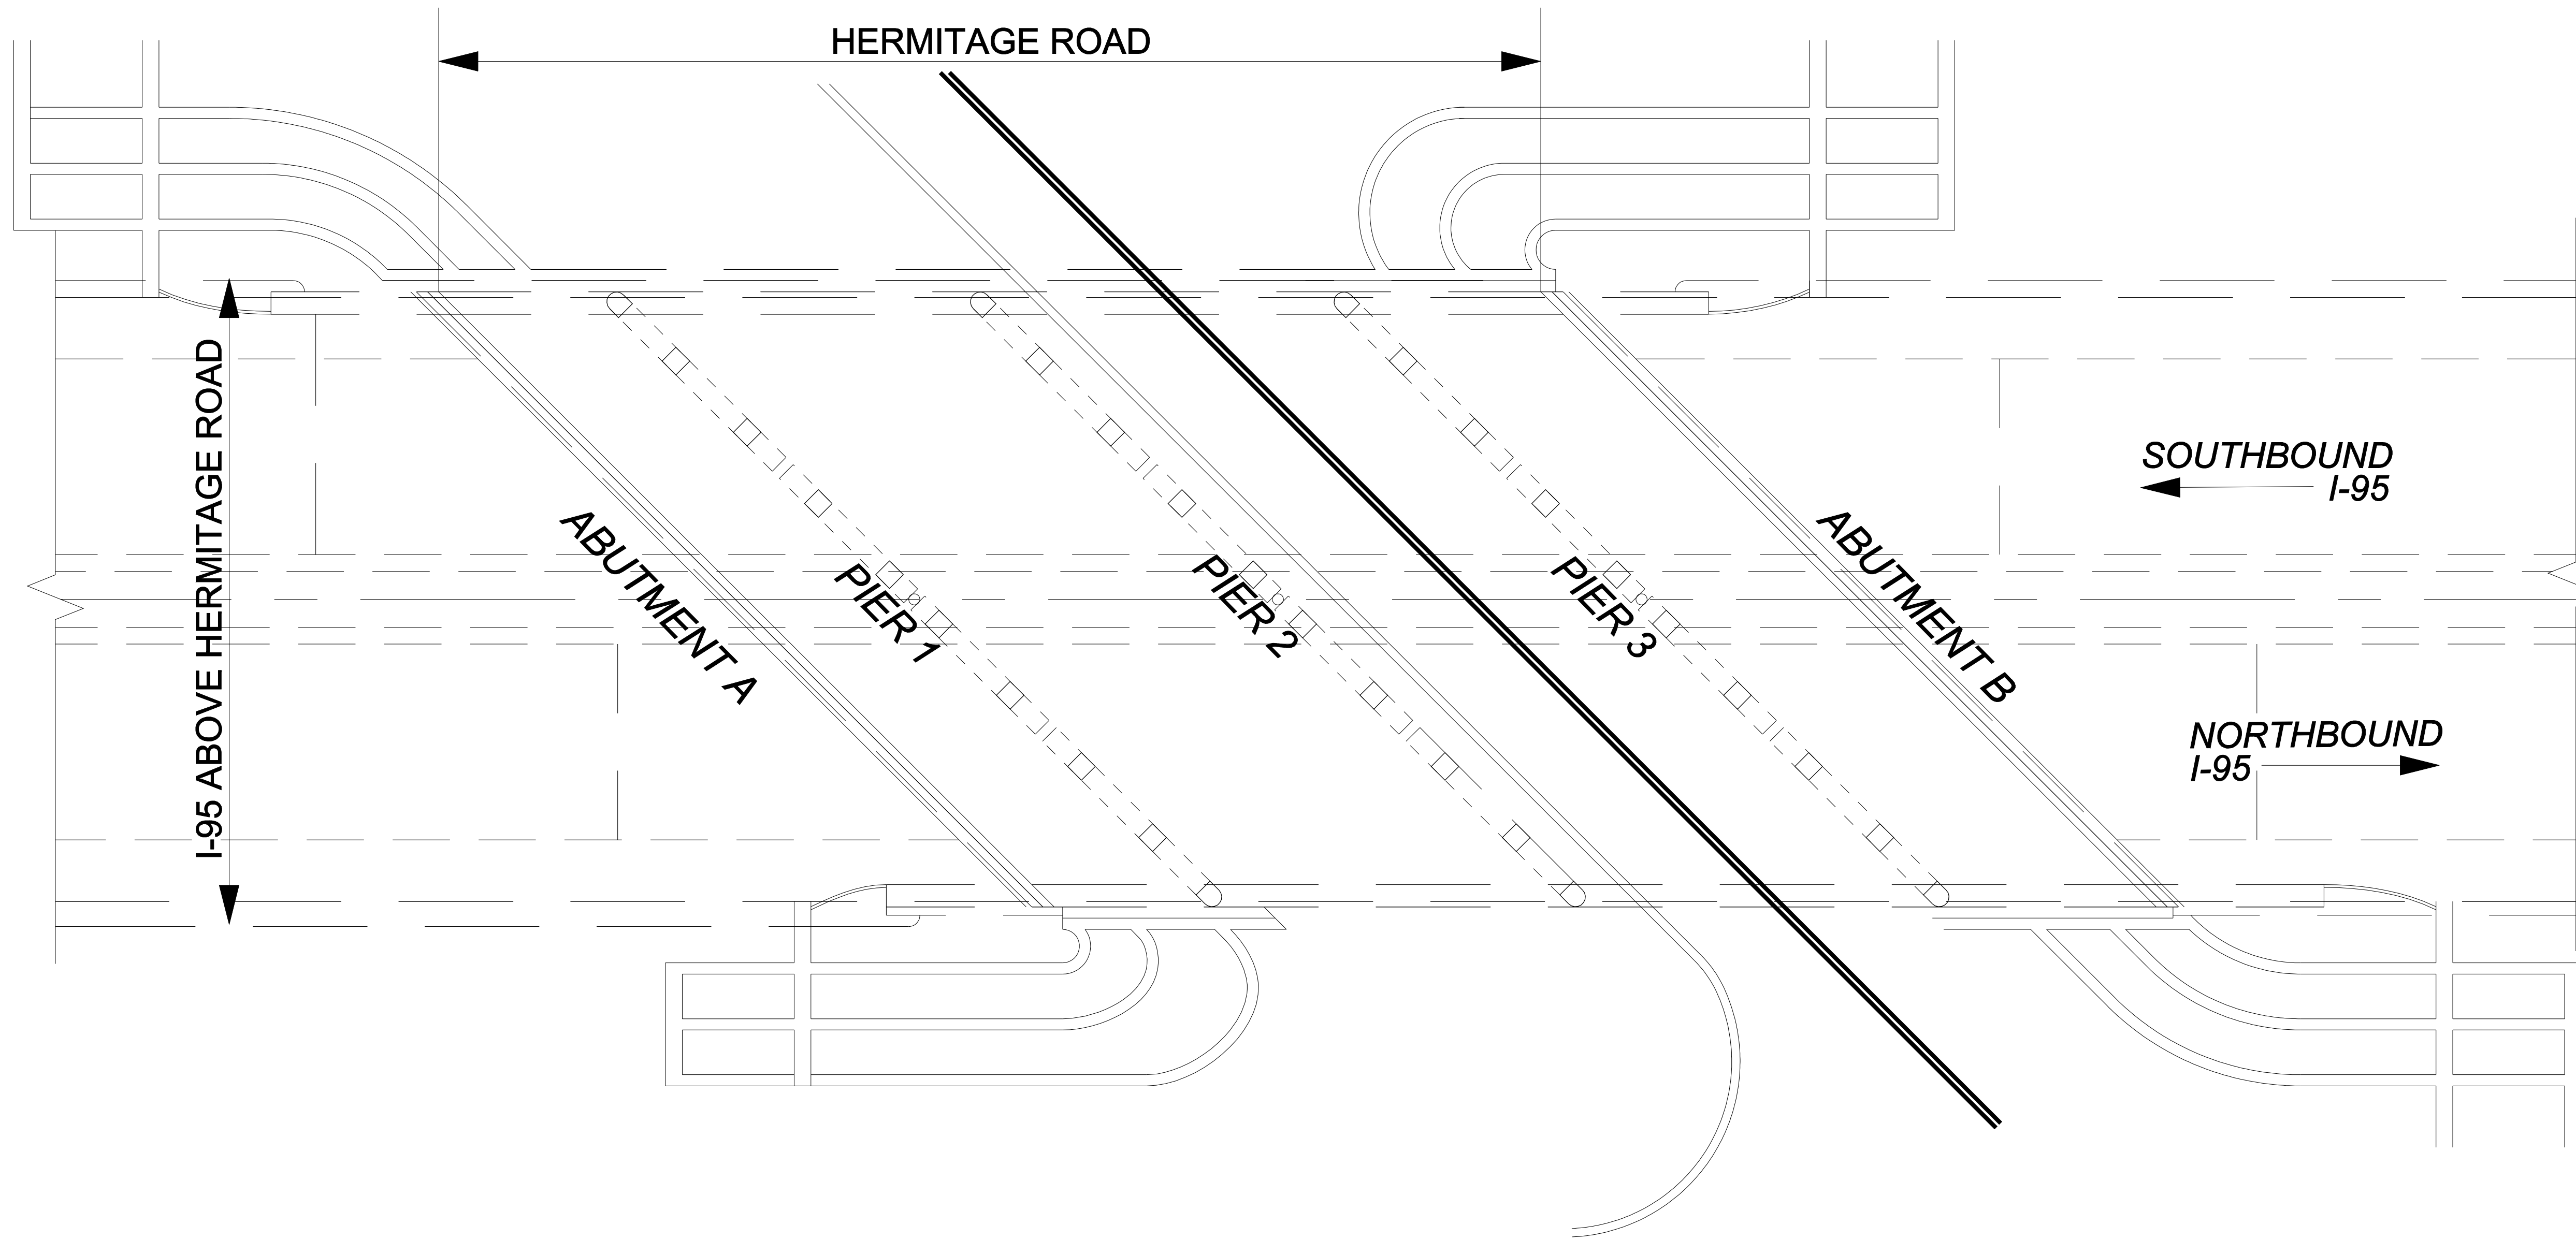 HERMITAGE ROAD
I-95 ABOVE HERMITAGE ROAD
ABUTMENT A
PIER 1
PIER 2
PIER 3
ABUTMENT B
SOUTHBOUND
I-95
NORTHBOUND
I-95